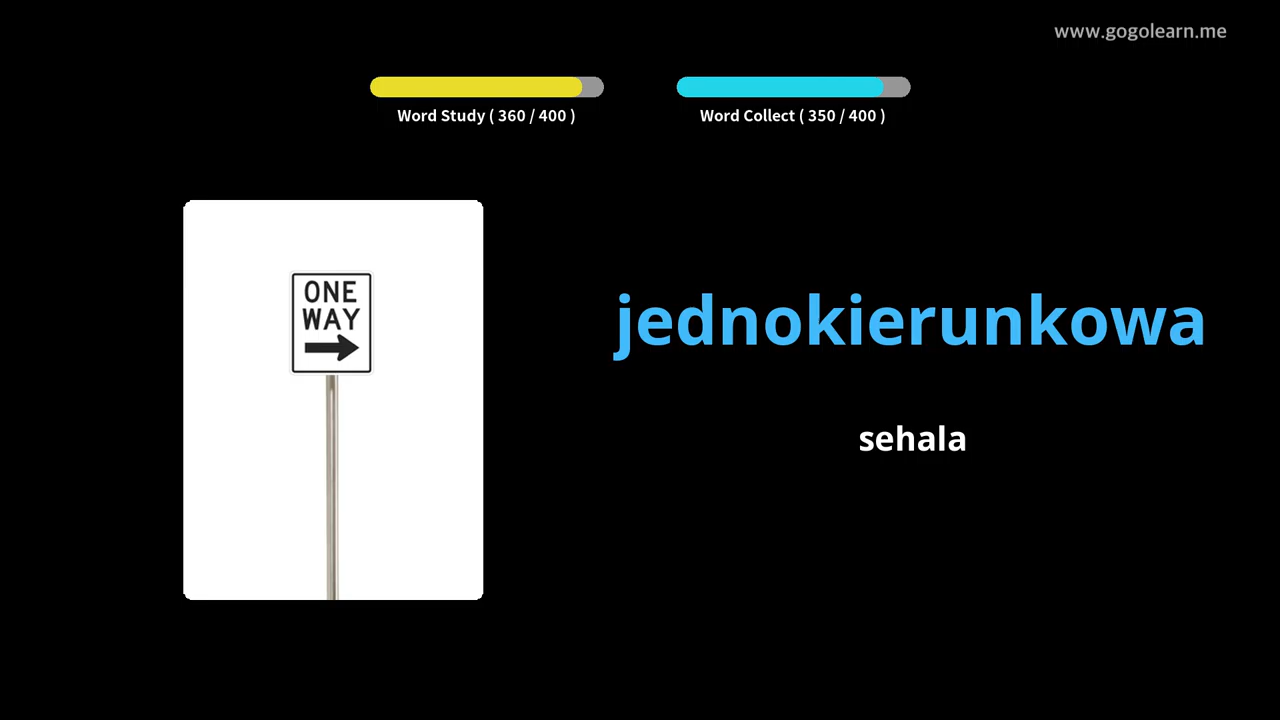 www.gogolearn.me
Word Study ( 360 / 400 )
Word Collect ( 350 / 400 )
ONE
WAY
jednokierunkowa
sehala